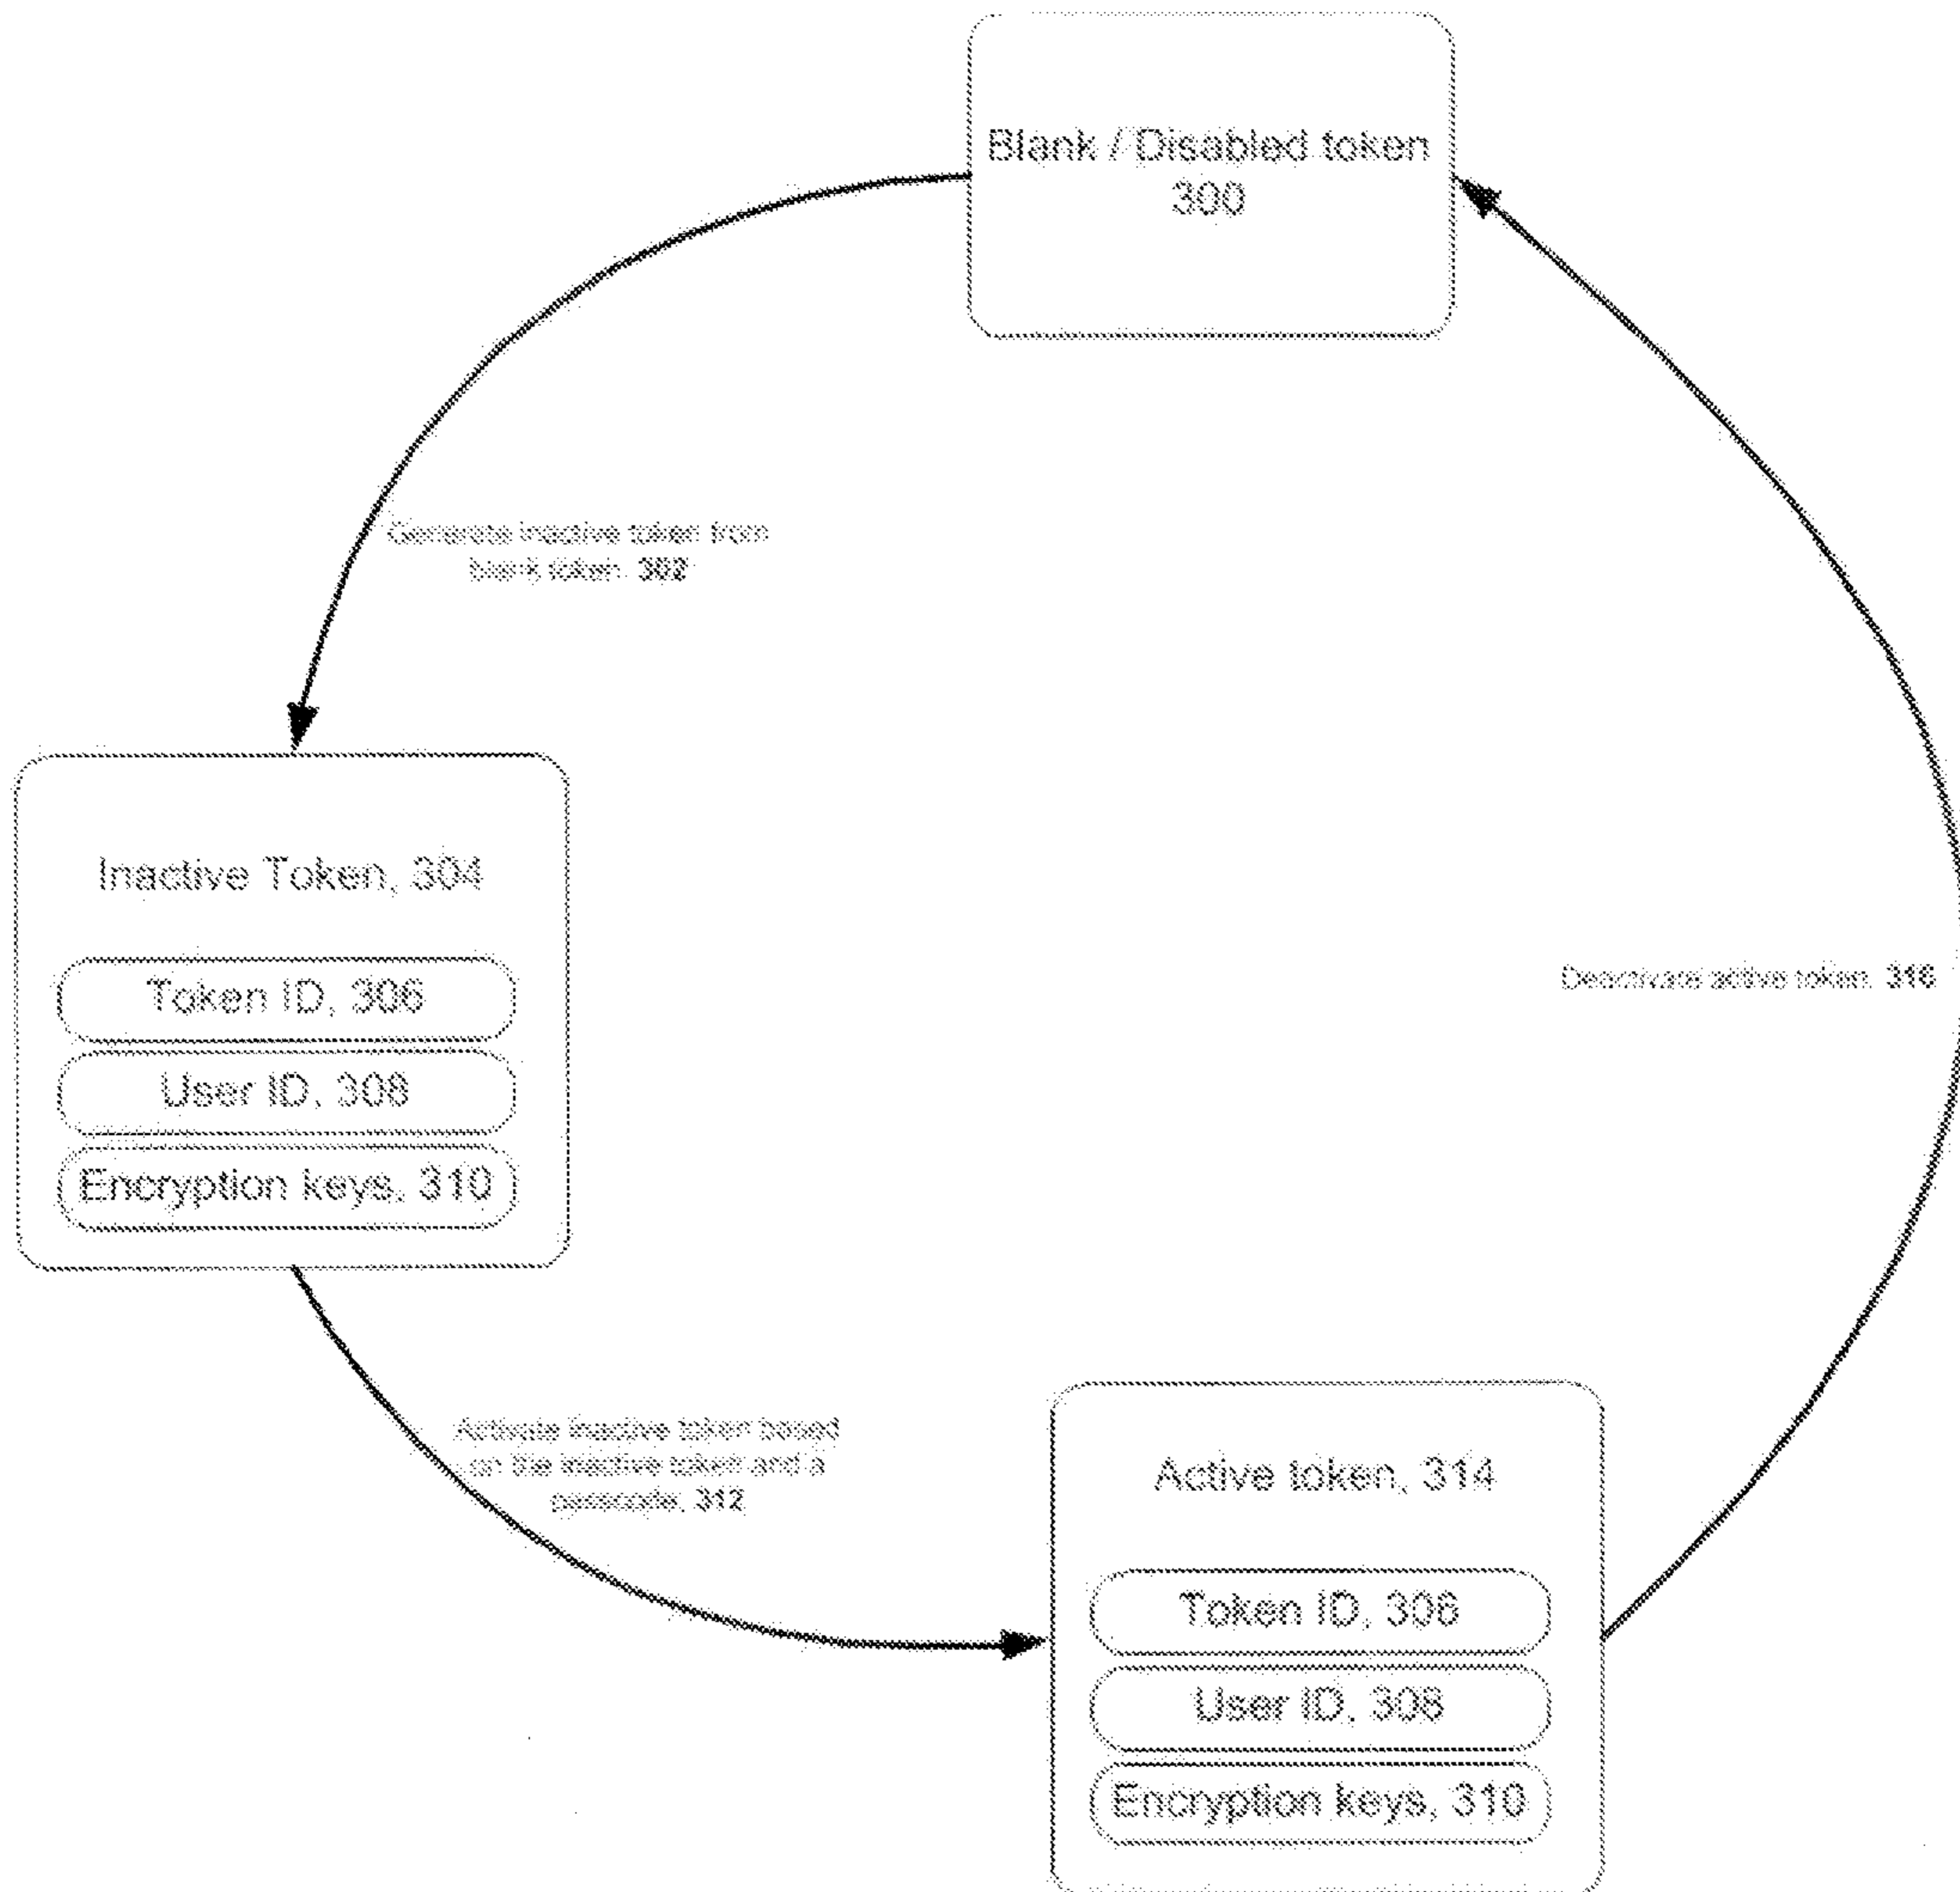 Blank / Disabled token
300
Generate inactive token from
blank token. 302
Inactive Token, 304
Token ID, 306
User ID, 308
Encryption keys, 310
Deactivate active token. 316
Activate inactive token based
on the inactive token and a
passcode, 312
Active token, 314
Token ID, 306
User ID, 308
Encryption keys, 310